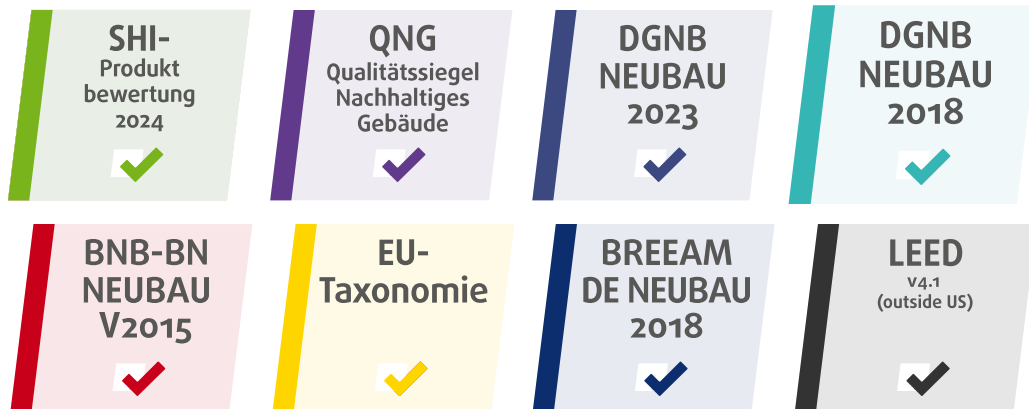 SHI-
Produkt
bewertung
2024
QNG
Qualitätssiegel
Nachhaltiges
Gebäude
DGNB
NEUBAU
2023
DGNB
NEUBAU
2018
BNB-BN
NEUBAU
V2015
EU-
Taxonomie
BREEAM
DE NEUBAU
2018
LEED
v4.1
(outside US)